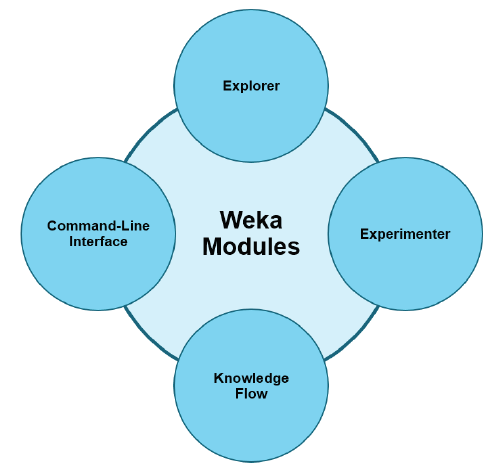 Explorer
Command-Line
Interface
Weka
Modules
Experimenter
Knowledge
Flow